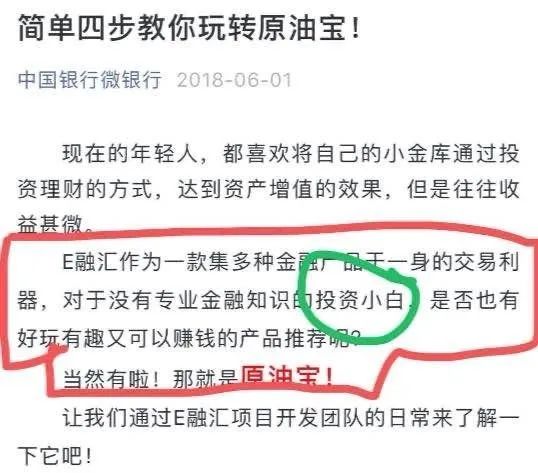 简单四步教你玩转原油宝！
中国银行微银行 2018-06-01
现在的年轻人，都喜欢将自己的小金库通过投
资理财的方式，达到资产增值的效果，但是往往收
益甚微。
E融汇作为一款集多种金融产品于一身的交易利
器，对于没有专业金融知识的投资小白，是否也有
好玩有趣又可以赚钱的产品推荐呢？
当然有啦！那就是原油宝！
让我们通过E融汇项目开发团队的日常来了解一
下它吧！